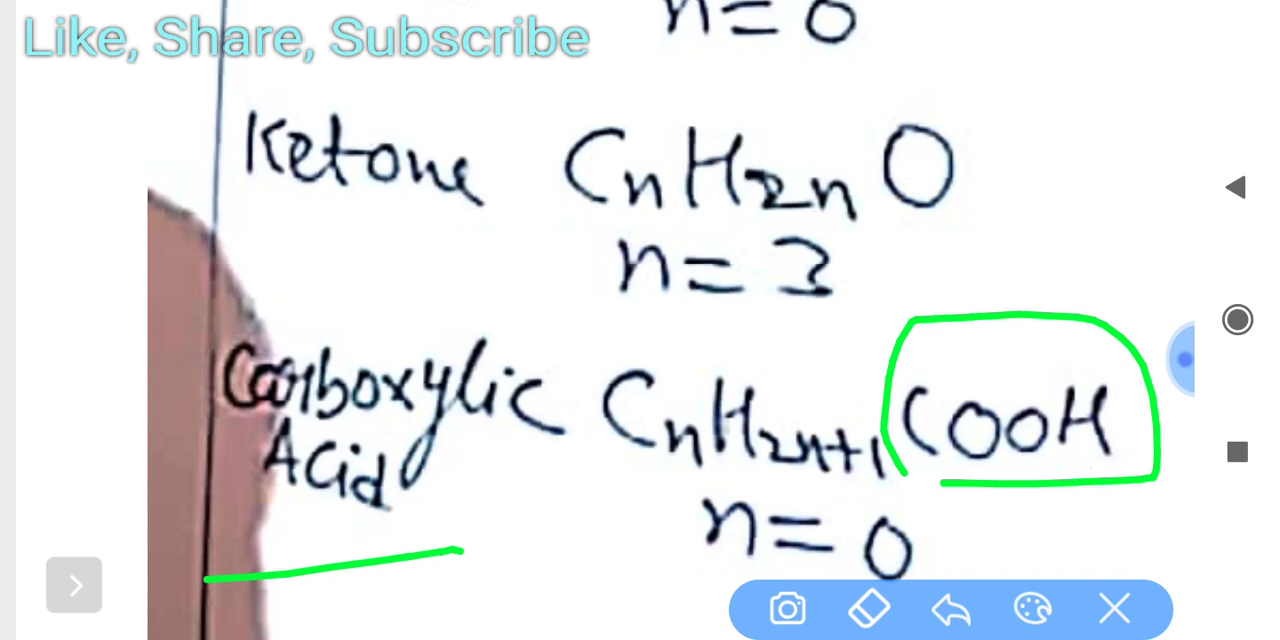 n = 0
Like, Share, Subscribe
Ketone CnH2nO
n = 3
Carboxylic CnH2n+1COOH
Acid
n = 0